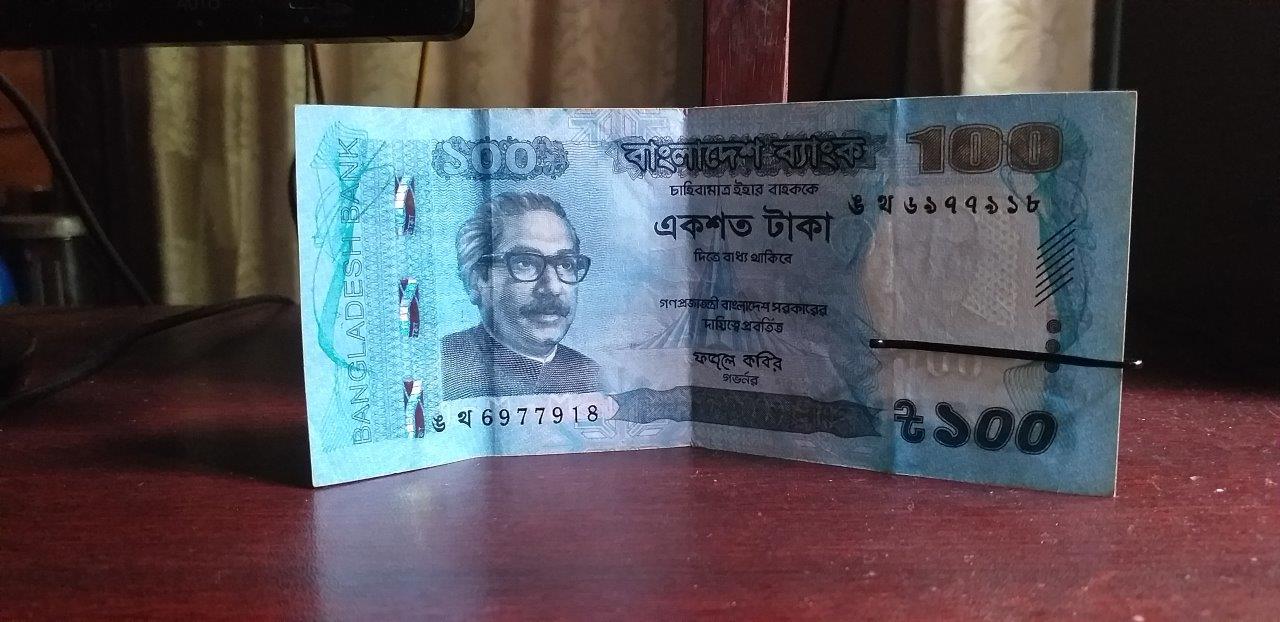 AUTO
BANGLADESH BANK
১০০
বাংলাদেশ ব্যাংক
100
চাহিবামাত্র ইহার বাহককে
ঙ খ ৬৯৭৭৯১৮
একশত টাকা
দিতে বাধ্য থাকিবে
গণপ্রজাতন্ত্রী বাংলাদেশ সরকারের
দায়িত্বে প্রবর্তিত
ফজলে কবির
গভর্নর
ঙ খ 6977918
৳১০০